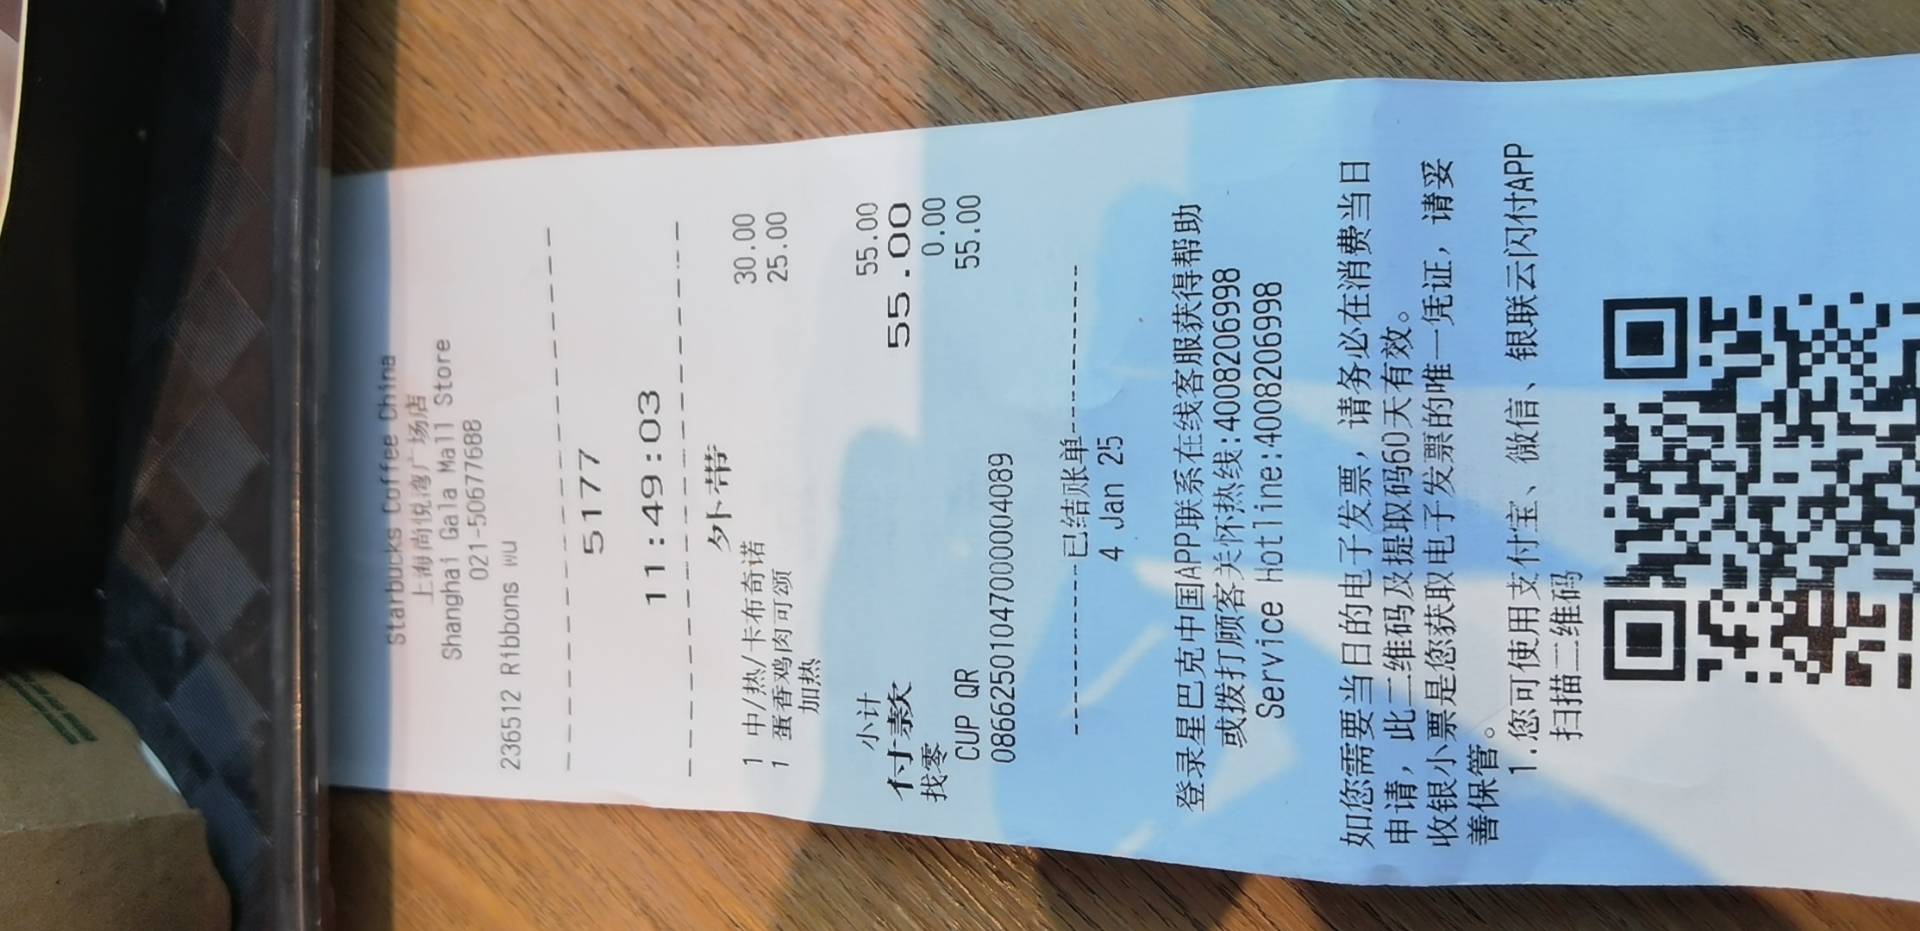 Starbucks Coffee China
上海尚悦湾广场店
Shanghai Gala Mall Store
021-50677688
236512 Ribbons Wu
5177
11:49:03
外带
1 中/热/卡布奇诺 30.00
1 蛋香鸡肉可颂 25.00
加热
小计 55.00
付款 55.00
找零 0.00
CUP QR 55.00
08662501047000004089
已结账单
4 Jan 25
登录星巴克中国APP联系在线客服获得帮助
或拨打顾客关怀热线:4008206998
Service Hotline:4008206998
如您需要当日的电子发票，请务必在消费当日
申请，此二维码及提取码60天有效。
收银小票是您获取电子发票的唯一凭证，请妥
善保管。
1.您可使用支付宝、微信、银联云闪付APP
扫描二维码